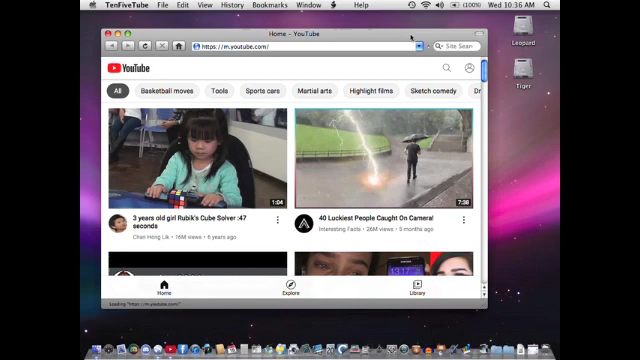 TenFiveTube File Edit View History Bookmarks Window Help (100%) Wed 10:36 AM
Home – YouTube
https://m.youtube.com/
Site Sear
Leopard
YouTube
Tiger
All Basketball moves Tools Sports cars Martial arts Highlight films Sketch comedy Dr
1:04
7:38
3 years old girl Rubik's Cube Solver :47
seconds
Chan Hong Lik • 16M views • 6 years ago
40 Luckiest People Caught On Camera!
Interesting Facts • 26M views • 5 months ago
Home
Explore
Library
Loading "https://m.youtube.com/"